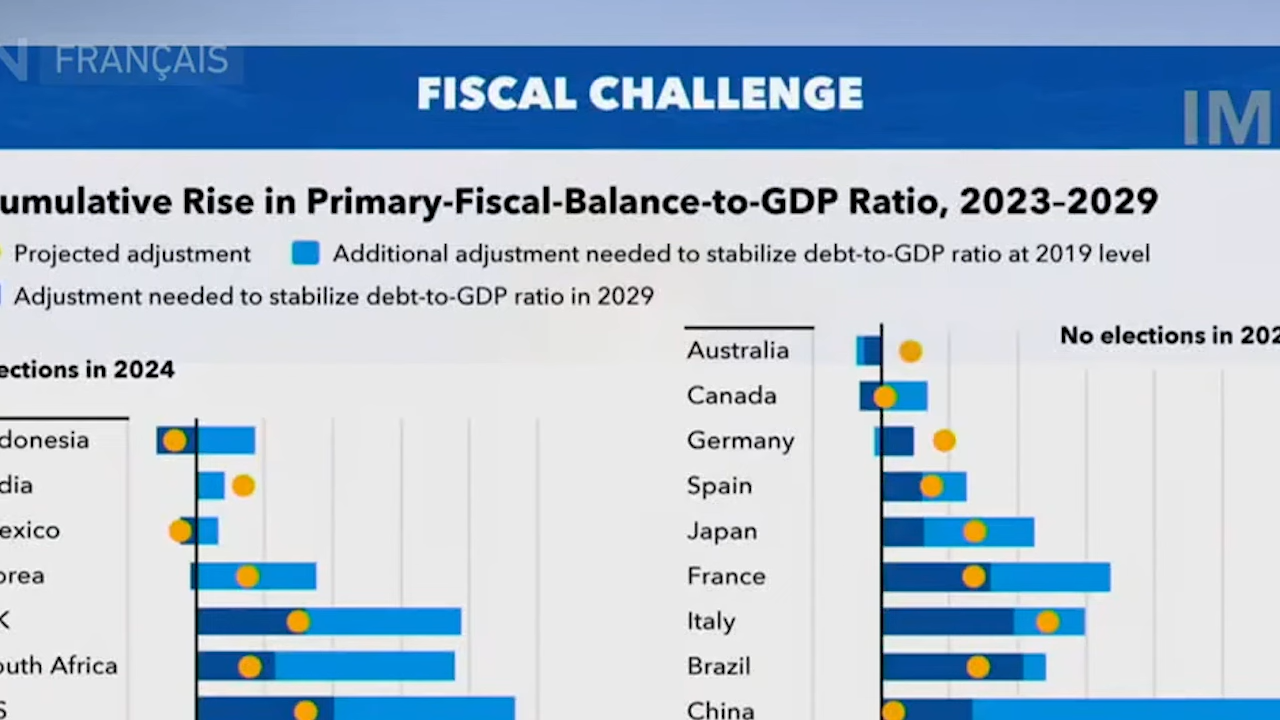 N FRANÇAIS
FISCAL CHALLENGE
IM
umulative Rise in Primary-Fiscal-Balance-to-GDP Ratio, 2023–2029
Projected adjustment
Additional adjustment needed to stabilize debt-to-GDP ratio at 2019 level
Adjustment needed to stabilize debt-to-GDP ratio in 2029
ections in 2024
donesia
dia
exico
orea
K
outh Africa
S
No elections in 202
Australia
Canada
Germany
Spain
Japan
France
Italy
Brazil
China